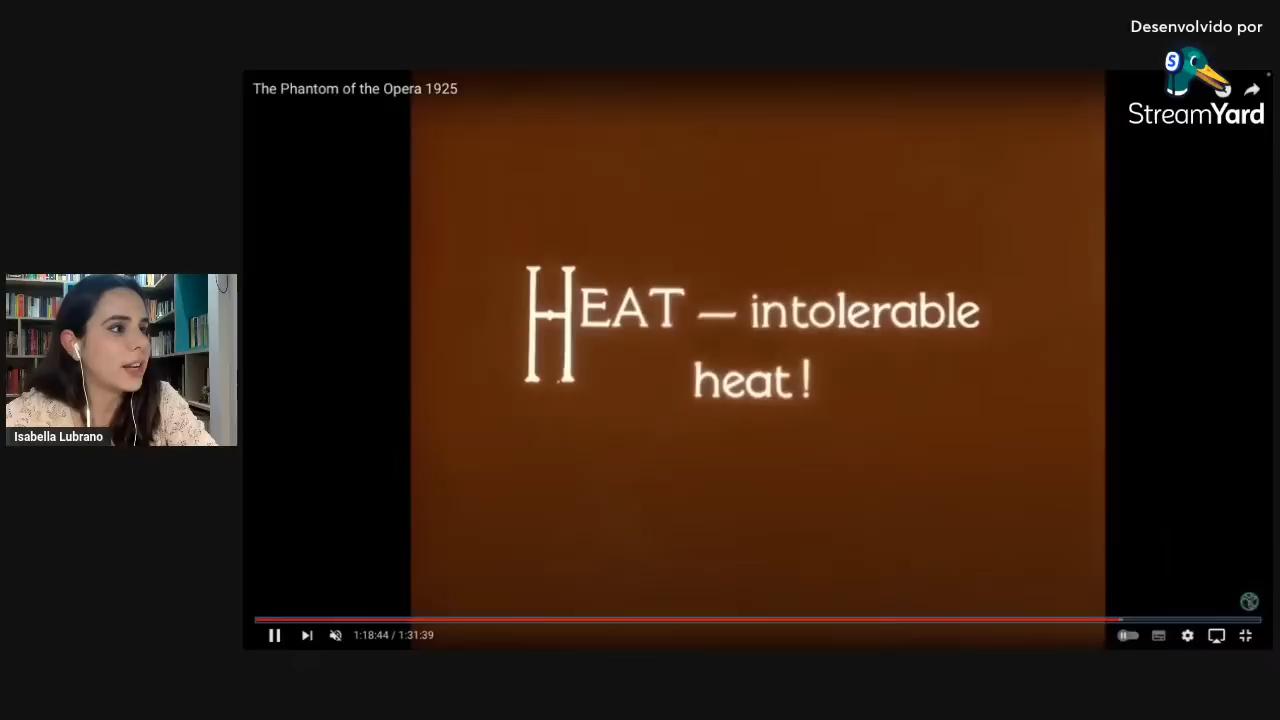 Desenvolvido por
StreamYard
The Phantom of the Opera 1925
HEAT — intolerable
heat!
Isabella Lubrano
1:18:44 / 1:31:39